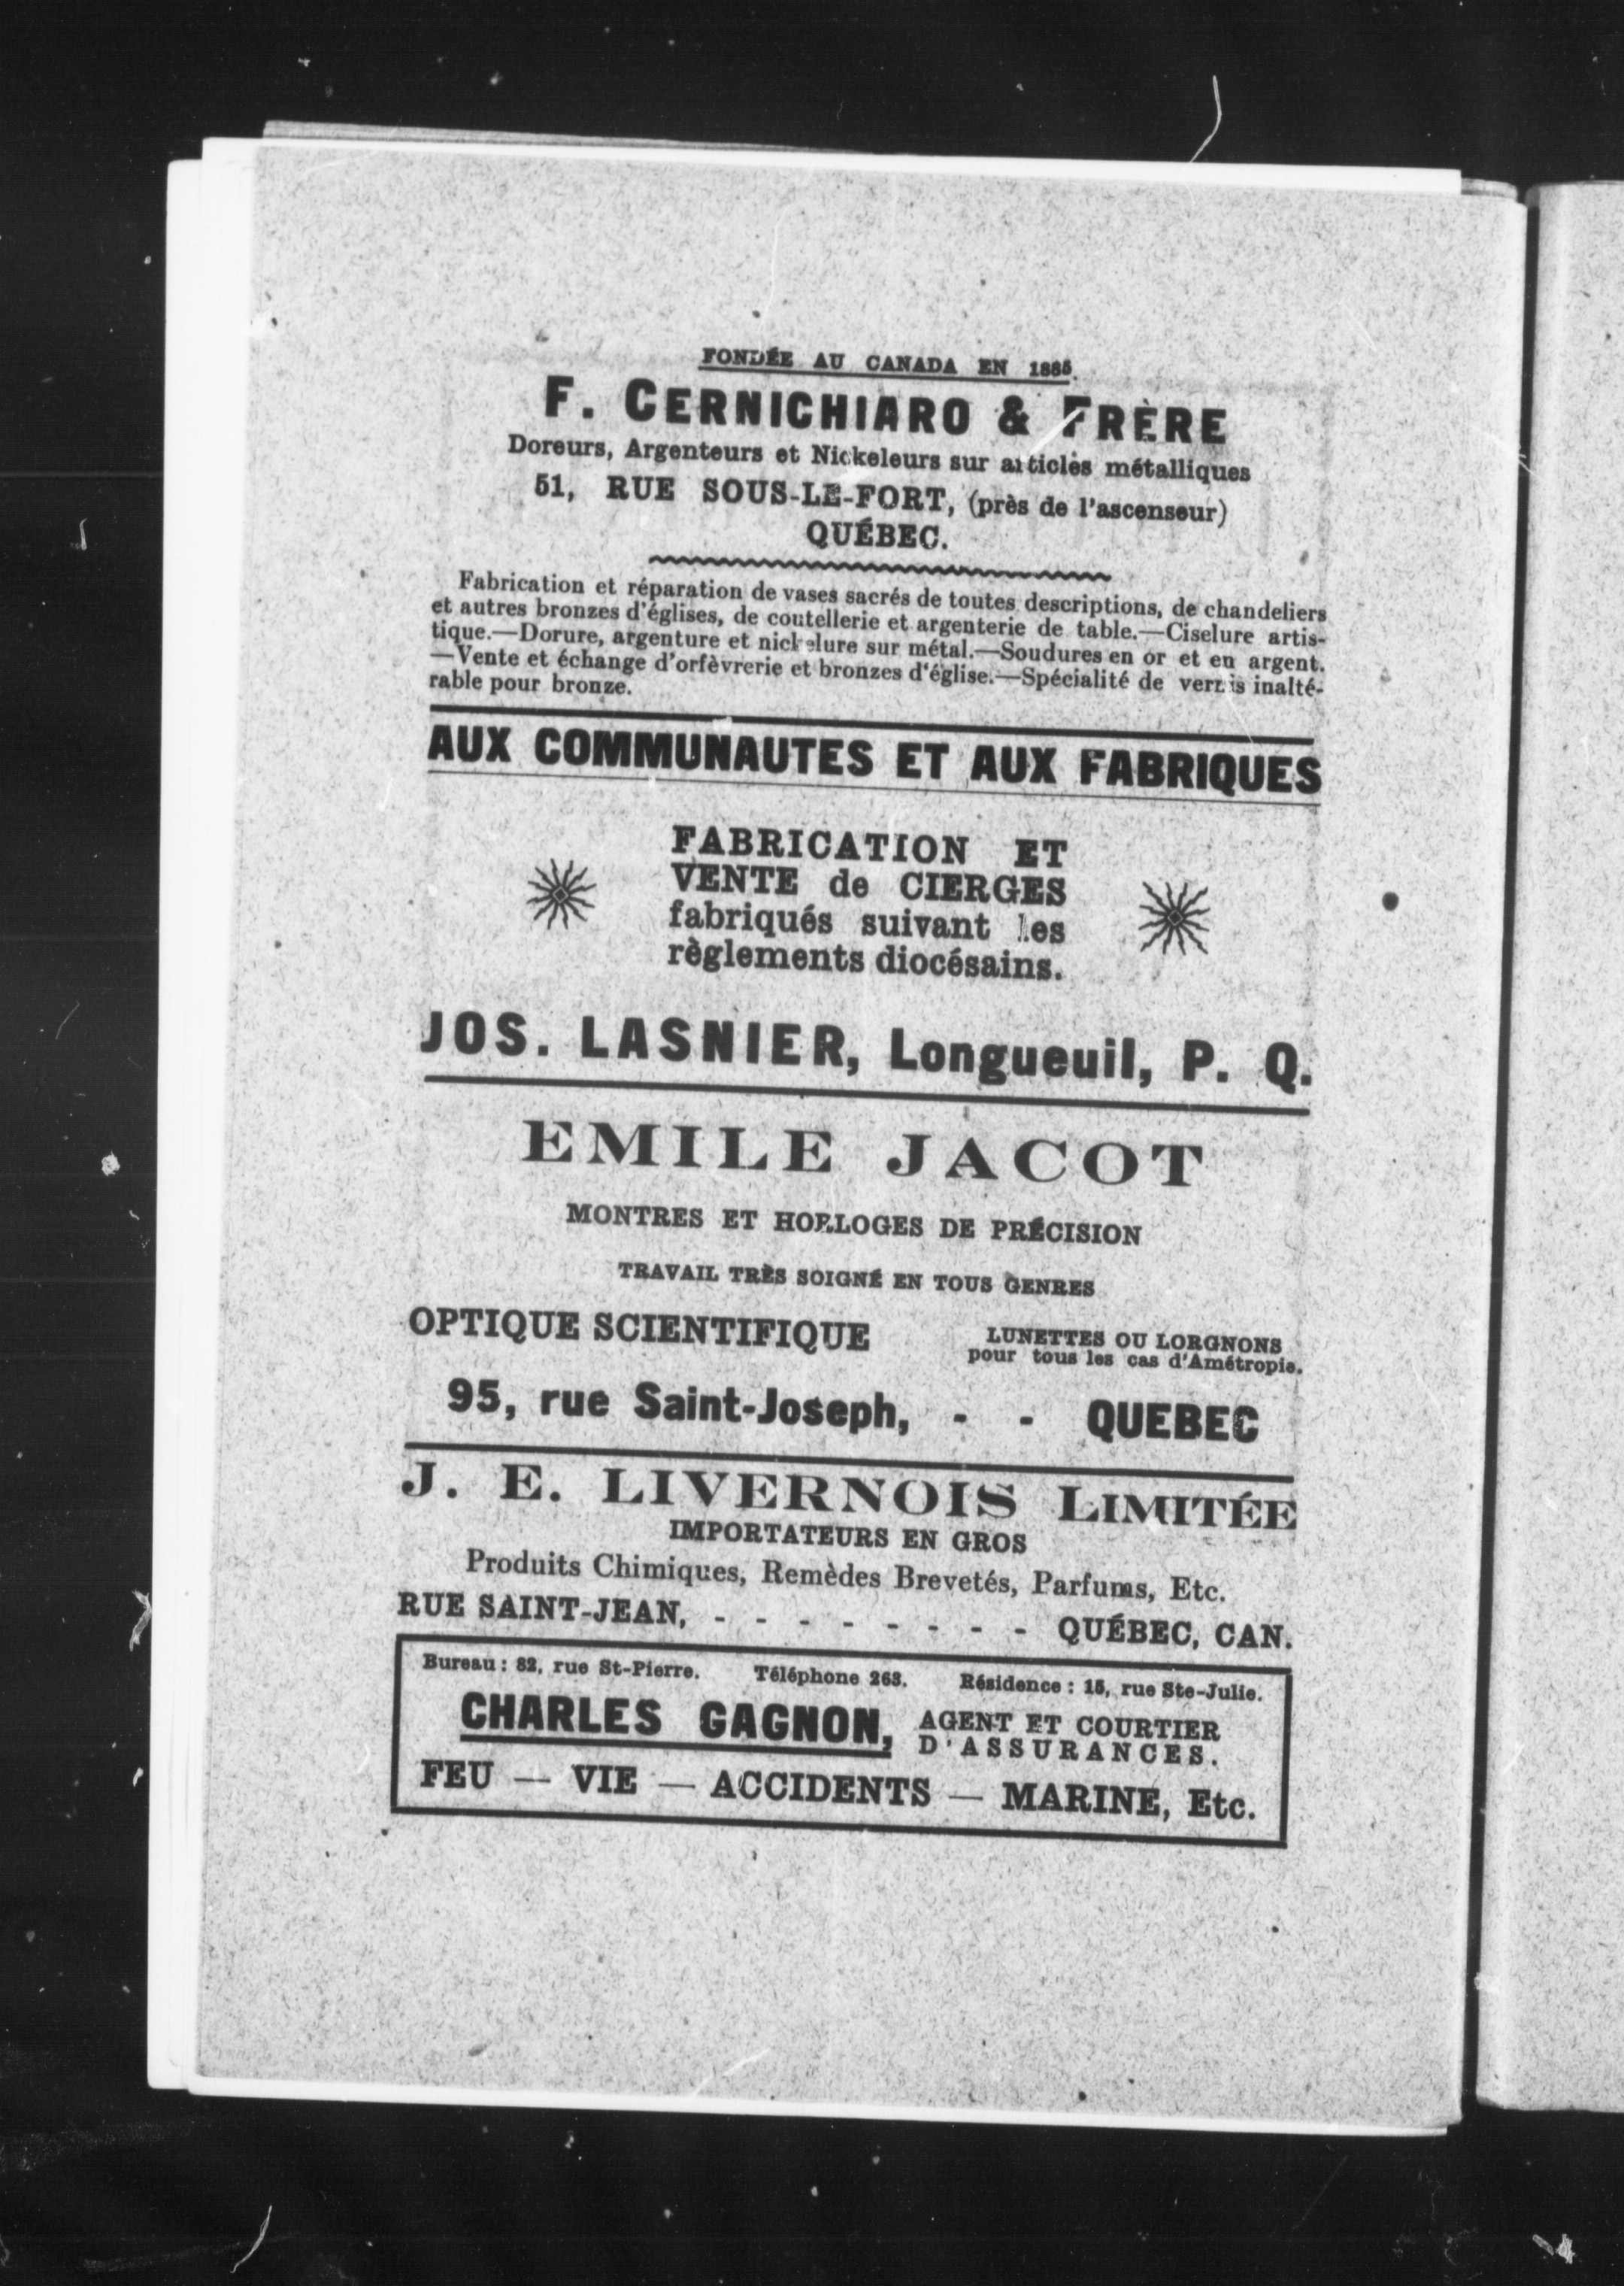 FONDÉE AU CANADA EN 1885.
F. CERNICHIARO & FRÈRE
Doreurs, Argenteurs et Nickeleurs sur articles métalliques
51, RUE SOUS-LE-FORT, (près de l'ascenseur)
QUÉBEC.
Fabrication et réparation de vases sacrés de toutes descriptions, de chandeliers
et autres bronzes d'églises, de coutellerie et argenterie de table.—Ciselure artis-
tique.—Dorure, argenture et nickelure sur métal.—Soudures en or et en argent.
—Vente et échange d'orfèvrerie et bronzes d'église.—Spécialité de vernis inalté-
rable pour bronze.
AUX COMMUNAUTES ET AUX FABRIQUES
FABRICATION ET
VENTE de CIERGES
fabriqués suivant les
règlements diocésains.
JOS. LASNIER, Longueuil, P. Q.
EMILE JACOT
MONTRES ET HORLOGES DE PRÉCISION
TRAVAIL TRÈS SOIGNÉ EN TOUS GENRES
OPTIQUE SCIENTIFIQUE
LUNETTES OU LORGNONS
pour tous les cas d'Amétropie.
95, rue Saint-Joseph, - - QUEBEC
J. E. LIVERNOIS LIMITÉE
IMPORTATEURS EN GROS
Produits Chimiques, Remèdes Brevetés, Parfums, Etc.
RUE SAINT-JEAN, - - - - - - - - QUÉBEC, CAN.
Bureau : 82, rue St-Pierre. Téléphone 263. Résidence : 15, rue Ste-Julie.
CHARLES GAGNON, AGENT ET COURTIER
D'ASSURANCES.
FEU — VIE — ACCIDENTS — MARINE, Etc.